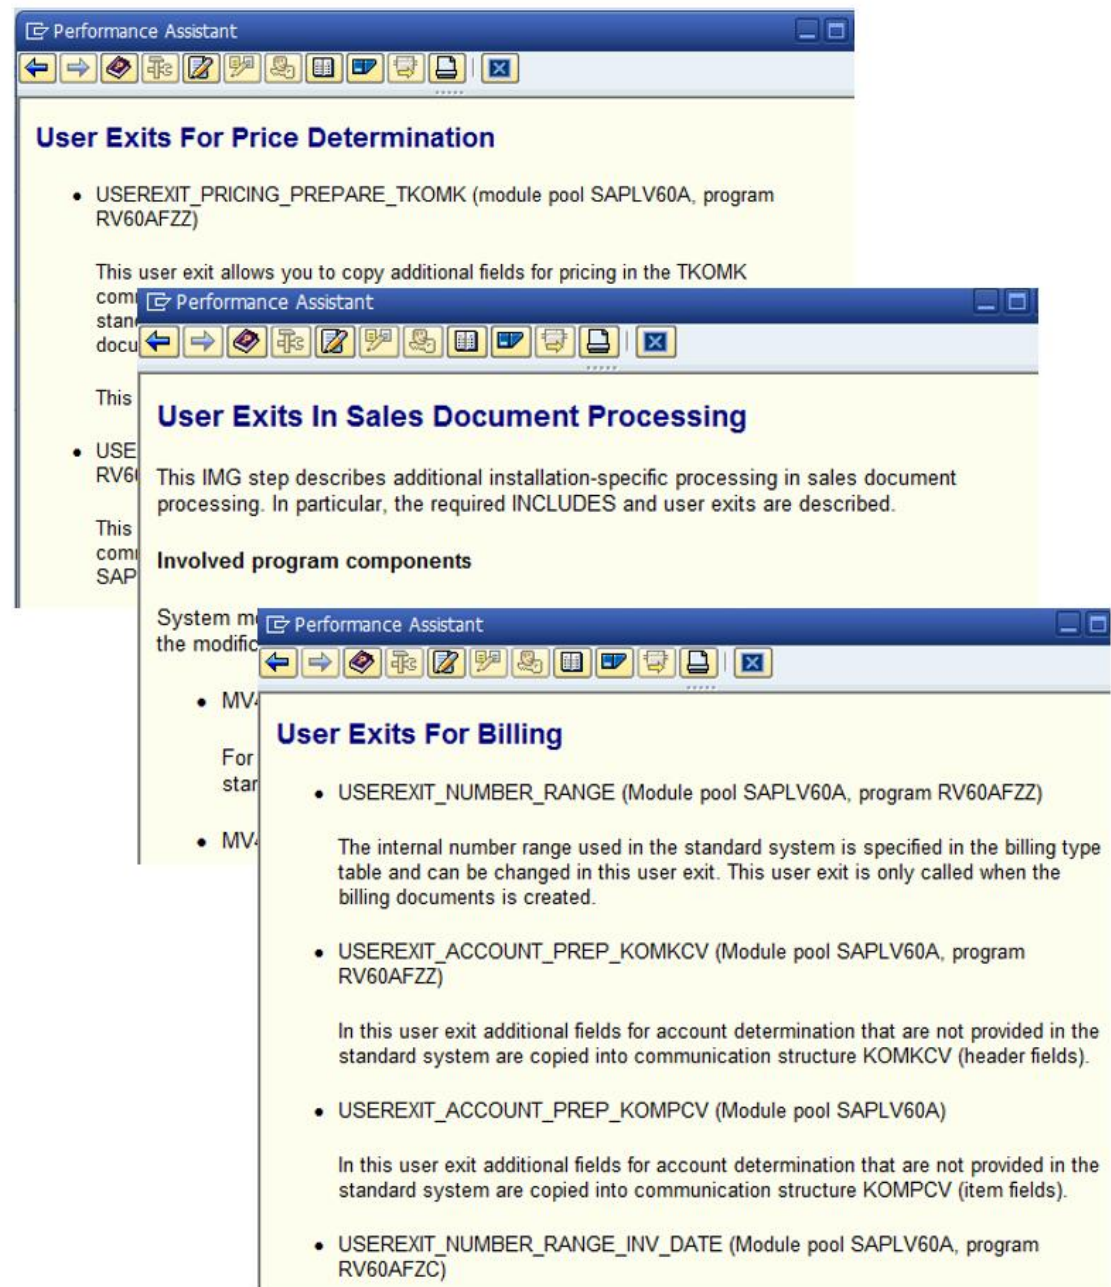 Performance Assistant
User Exits For Price Determination
• USEREXIT_PRICING_PREPARE_TKOMK (module pool SAPLV60A, program
RV60AFZZ)
This user exit allows you to copy additional fields for pricing in the TKOMK
comm
stan
docu
This
• USE
RV60
This
comm
SAP
Performance Assistant
User Exits In Sales Document Processing
This IMG step describes additional installation-specific processing in sales document
processing. In particular, the required INCLUDES and user exits are described.
Involved program components
System mo
the modific
• MV4
For
star
• MV4
Performance Assistant
User Exits For Billing
• USEREXIT_NUMBER_RANGE (Module pool SAPLV60A, program RV60AFZZ)
The internal number range used in the standard system is specified in the billing type
table and can be changed in this user exit. This user exit is only called when the
billing documents is created.
• USEREXIT_ACCOUNT_PREP_KOMKCV (Module pool SAPLV60A, program
RV60AFZZ)
In this user exit additional fields for account determination that are not provided in the
standard system are copied into communication structure KOMKCV (header fields).
• USEREXIT_ACCOUNT_PREP_KOMPCV (Module pool SAPLV60A)
In this user exit additional fields for account determination that are not provided in the
standard system are copied into communication structure KOMPCV (item fields).
• USEREXIT_NUMBER_RANGE_INV_DATE (Module pool SAPLV60A, program
RV60AFZC)